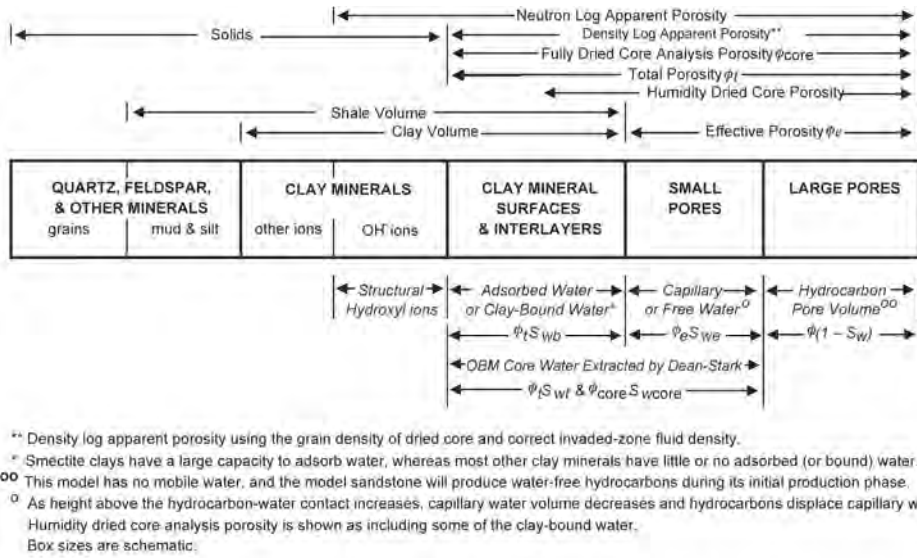 Neutron Log Apparent Porosity
Solids
Density Log Apparent Porosity**
Fully Dried Core Analysis Porosity φcore
Total Porosity φt
Humidity Dried Core Porosity
Shale Volume
Clay Volume
Effective Porosity φe
QUARTZ, FELDSPAR, & OTHER MINERALS
grains
mud & silt
CLAY MINERALS
other ions
OH⁻ ions
CLAY MINERAL SURFACES & INTERLAYERS
SMALL PORES
LARGE PORES
Structural Hydroxyl ions
Adsorbed Water or Clay-Bound Water*
φtSwb
Capillary or Free Water°
φeSwe
Hydrocarbon Pore Volume°°
φ(1 – Sw)
OBM Core Water Extracted by Dean-Stark
φtSwt & φcoreSwcore
** Density log apparent porosity using the grain density of dried core and correct invaded-zone fluid density.
* Smectite clays have a large capacity to adsorb water, whereas most other clay minerals have little or no adsorbed (or bound) water
°° This model has no mobile water, and the model sandstone will produce water-free hydrocarbons during its initial production phase.
° As height above the hydrocarbon-water contact increases, capillary water volume decreases and hydrocarbons displace capillary w
Humidity dried core analysis porosity is shown as including some of the clay-bound water.
Box sizes are schematic.